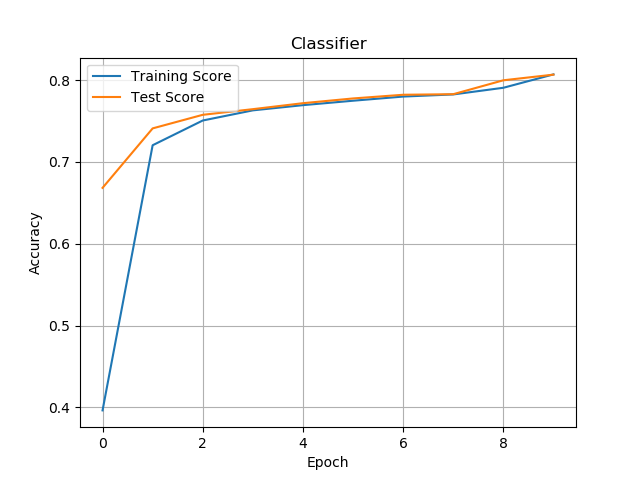 Classifier
Training Score
Test Score
0.8
0.7
0.6
0.5
0.4
Accuracy
0 2 4 6 8
Epoch